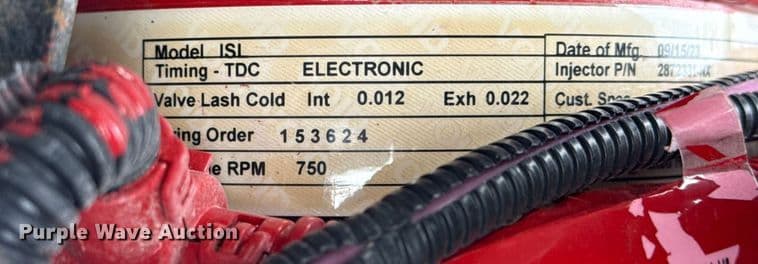 Model ISL Date of Mfg 09/15/23
Timing - TDC ELECTRONIC Injector P/N
Valve Lash Cold Int 0.012 Exh 0.022 Cust. Spec
Order 1 5 3 6 2 4
RPM 750
Purple Wave Auction